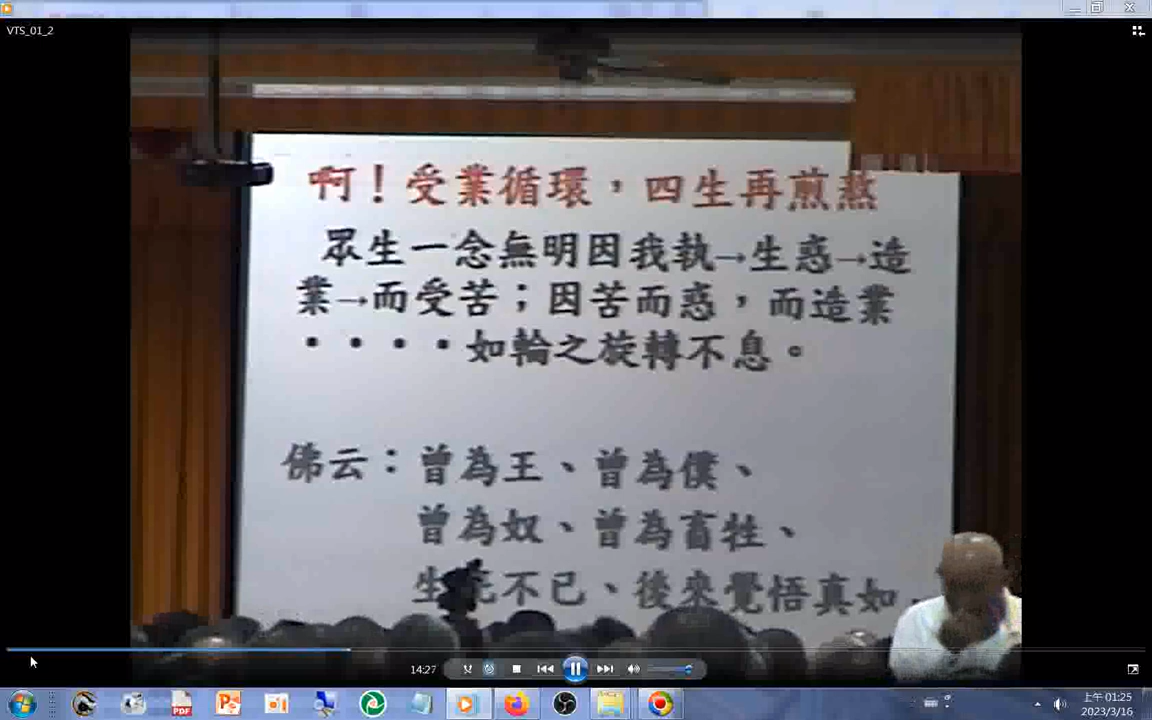 VTS_01_2
啊！受業循環，四生再煎熬
眾生一念無明因我執→生惑→造
業→而受苦；因苦而惑，而造業
‧‧‧‧如輪之旋轉不息。
佛云：曾為王、曾為僕、
曾為奴、曾為畜牲、
生死不已、後來覺悟真如
14:27
PDF
上午 01:25
2023/3/16